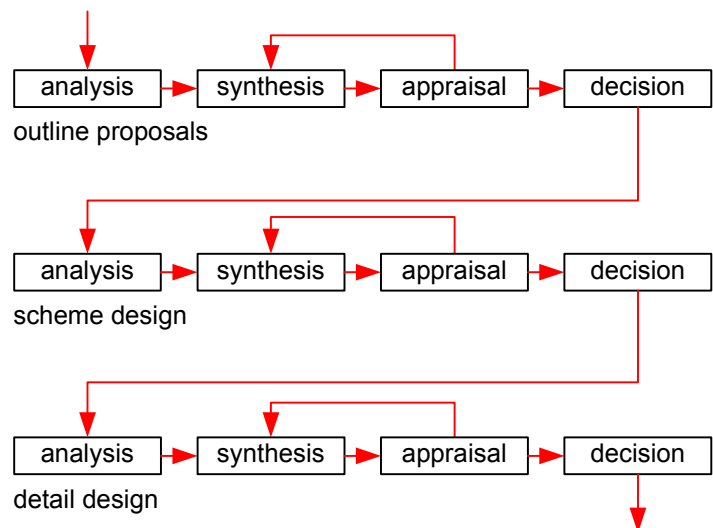 analysis synthesis appraisal decision
outline proposals
analysis synthesis appraisal decision
scheme design
analysis synthesis appraisal decision
detail design